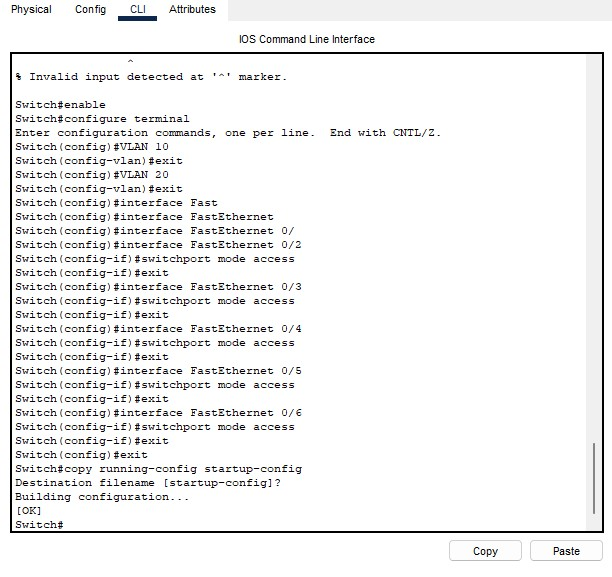 Physical Config CLI Attributes
IOS Command Line Interface
^
% Invalid input detected at '^' marker.
Switch#enable
Switch#configure terminal
Enter configuration commands, one per line.  End with CNTL/Z.
Switch(config)#VLAN 10
Switch(config-vlan)#exit
Switch(config)#VLAN 20
Switch(config-vlan)#exit
Switch(config)#interface Fast
Switch(config)#interface FastEthernet
Switch(config)#interface FastEthernet 0/
Switch(config)#interface FastEthernet 0/2
Switch(config-if)#switchport mode access
Switch(config-if)#exit
Switch(config)#interface FastEthernet 0/3
Switch(config-if)#switchport mode access
Switch(config-if)#exit
Switch(config)#interface FastEthernet 0/4
Switch(config-if)#switchport mode access
Switch(config-if)#exit
Switch(config)#interface FastEthernet 0/5
Switch(config-if)#switchport mode access
Switch(config-if)#exit
Switch(config)#interface FastEthernet 0/6
Switch(config-if)#switchport mode access
Switch(config-if)#exit
Switch(config)#exit
Switch#copy running-config startup-config
Destination filename [startup-config]?
Building configuration...
[OK]
Switch#
Copy Paste